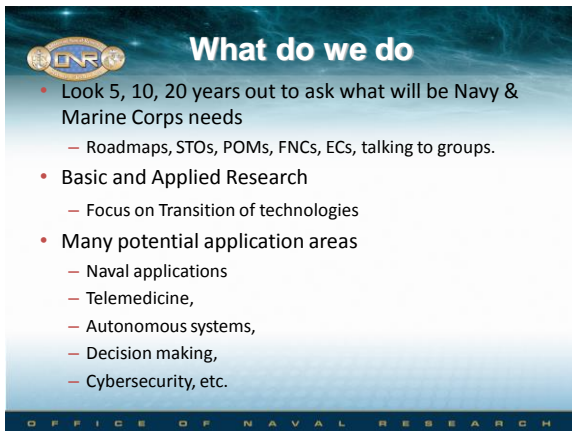 ONR
What do we do
• Look 5, 10, 20 years out to ask what will be Navy &
Marine Corps needs
– Roadmaps, STOs, POMs, FNCs, ECs, talking to groups.
• Basic and Applied Research
– Focus on Transition of technologies
• Many potential application areas
– Naval applications
– Telemedicine,
– Autonomous systems,
– Decision making,
– Cybersecurity, etc.
OFFICE OF NAVAL RESEARCH